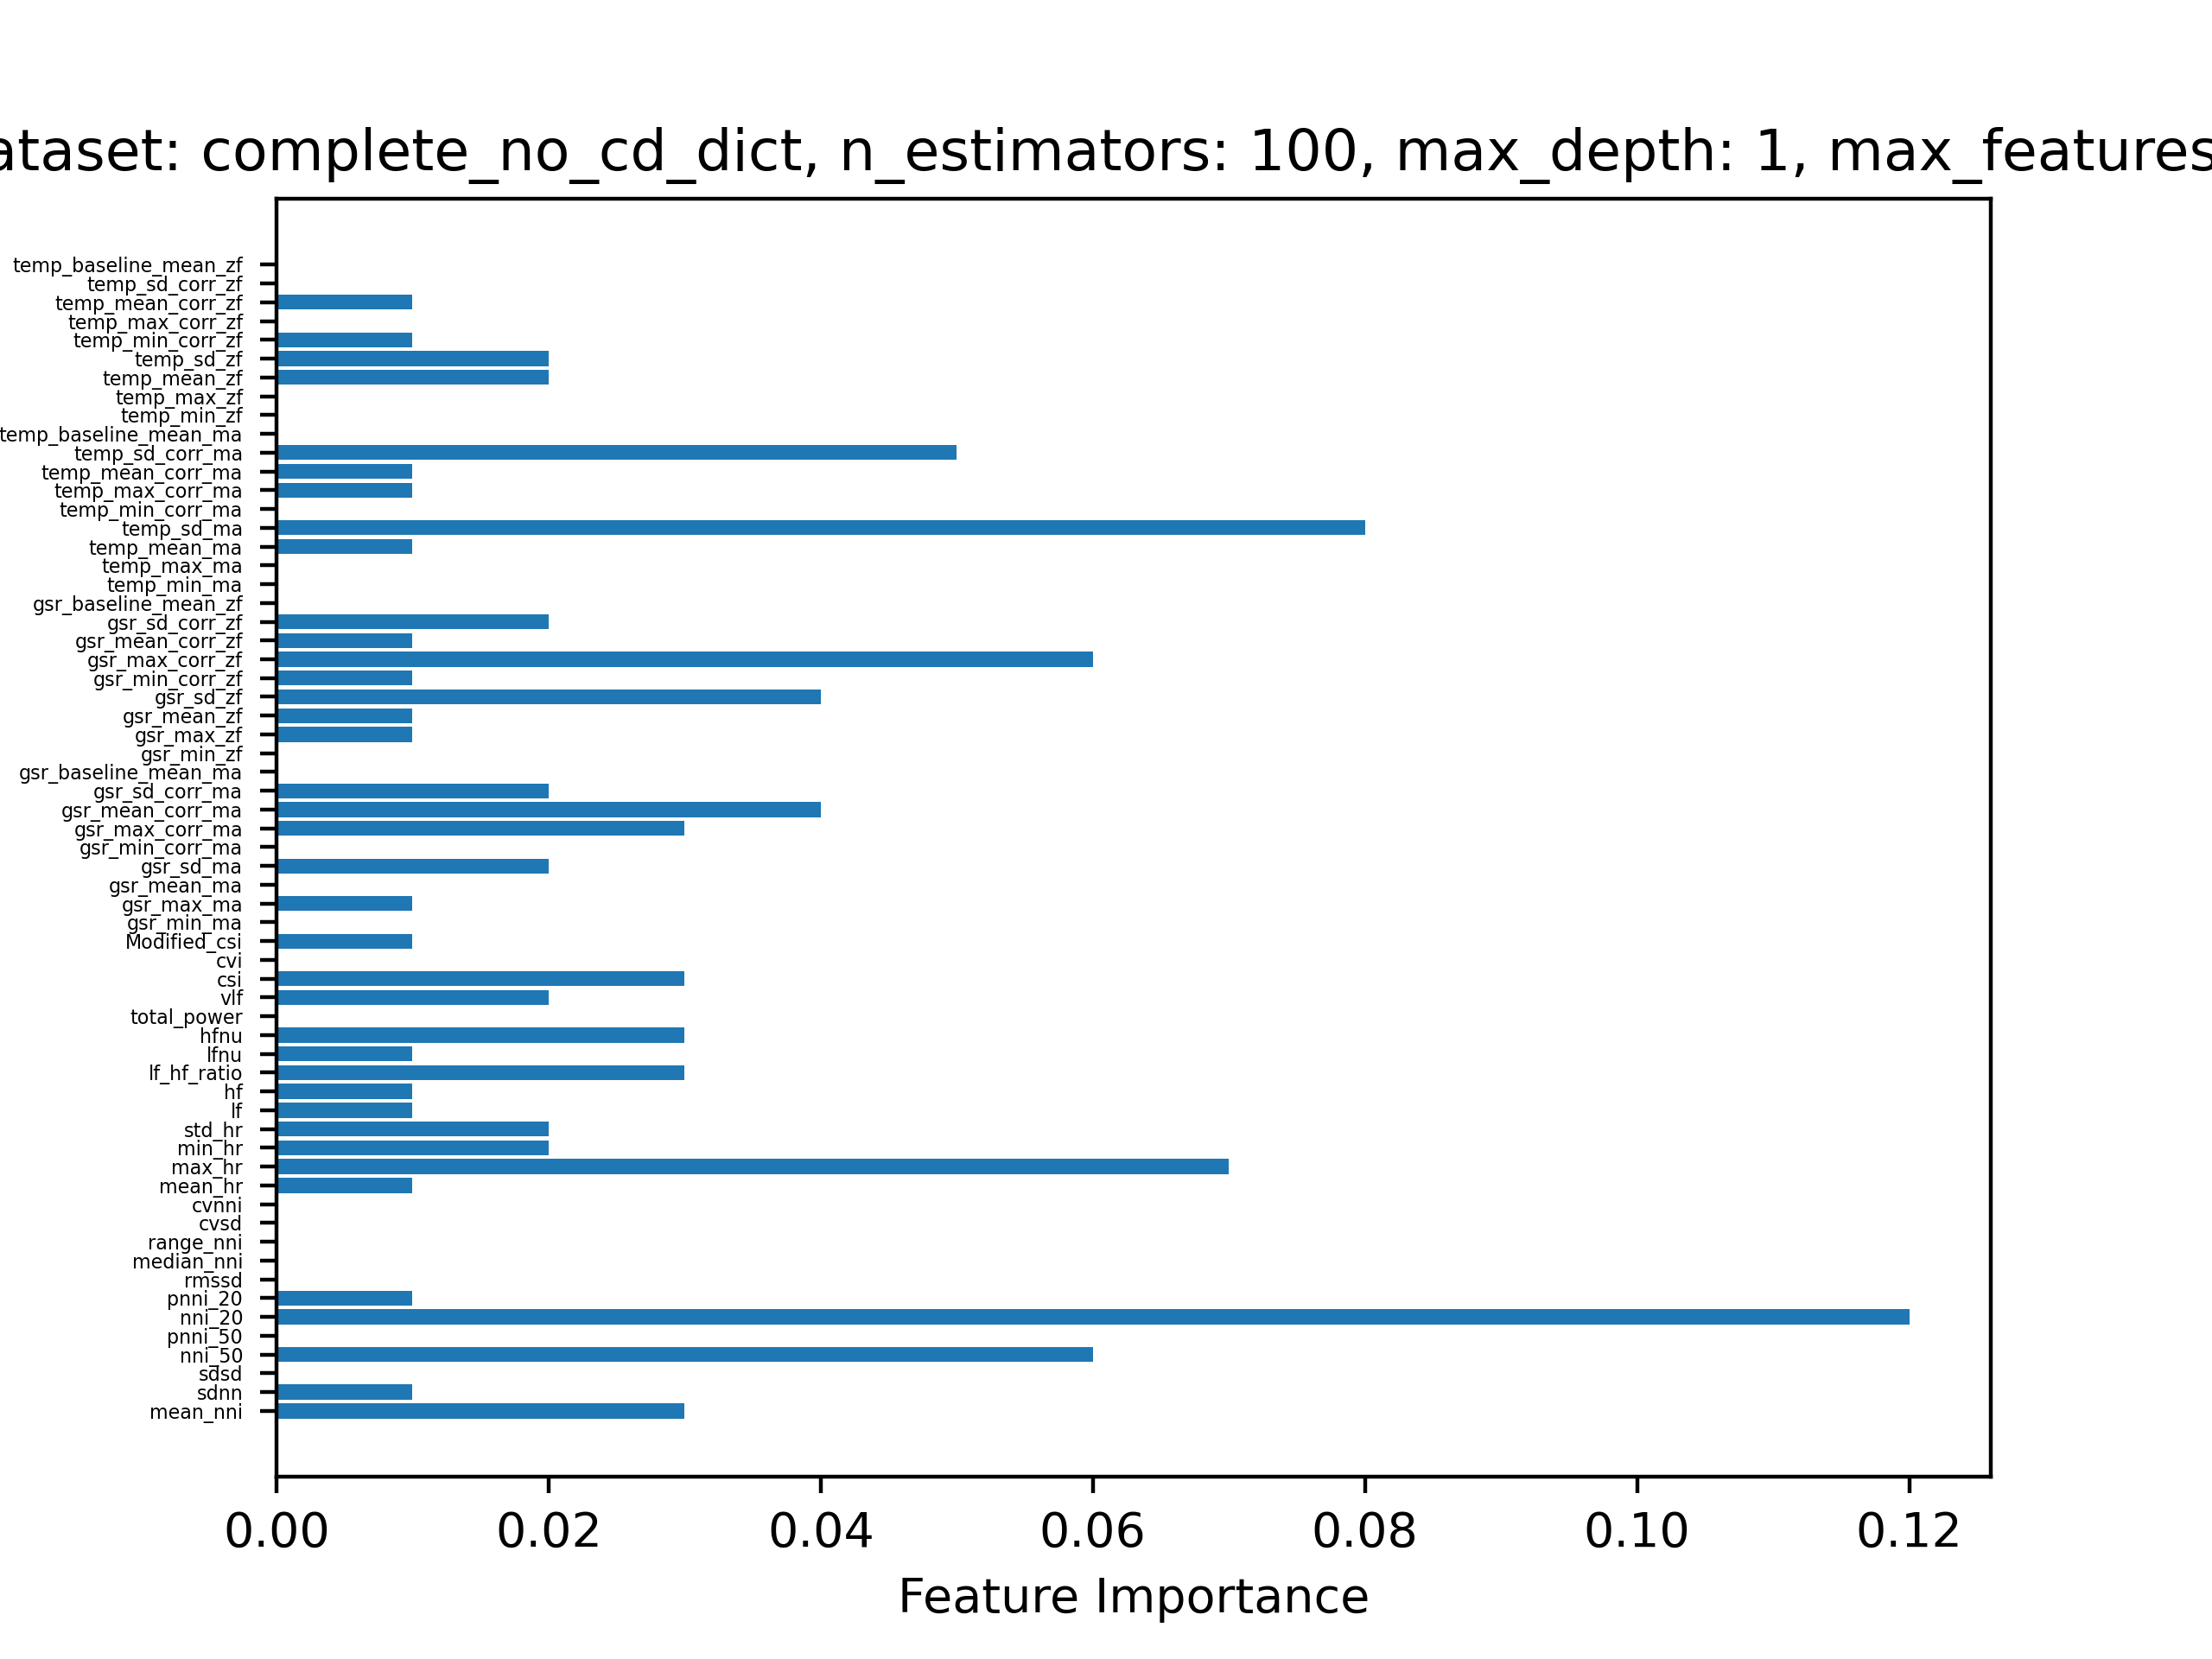 ataset: complete_no_cd_dict, n_estimators: 100, max_depth: 1, max_features
temp_baseline_mean_zf
temp_sd_corr_zf
temp_mean_corr_zf
temp_max_corr_zf
temp_min_corr_zf
temp_sd_zf
temp_mean_zf
temp_max_zf
temp_min_zf
temp_baseline_mean_ma
temp_sd_corr_ma
temp_mean_corr_ma
temp_max_corr_ma
temp_min_corr_ma
temp_sd_ma
temp_mean_ma
temp_max_ma
temp_min_ma
gsr_baseline_mean_zf
gsr_sd_corr_zf
gsr_mean_corr_zf
gsr_max_corr_zf
gsr_min_corr_zf
gsr_sd_zf
gsr_mean_zf
gsr_max_zf
gsr_min_zf
gsr_baseline_mean_ma
gsr_sd_corr_ma
gsr_mean_corr_ma
gsr_max_corr_ma
gsr_min_corr_ma
gsr_sd_ma
gsr_mean_ma
gsr_max_ma
gsr_min_ma
Modified_csi
cvi
csi
vlf
total_power
hfnu
lfnu
lf_hf_ratio
hf
lf
std_hr
min_hr
max_hr
mean_hr
cvnni
cvsd
range_nni
median_nni
rmssd
pnni_20
nni_20
pnni_50
nni_50
sdsd
sdnn
mean_nni
0.00 0.02 0.04 0.06 0.08 0.10 0.12
Feature Importance